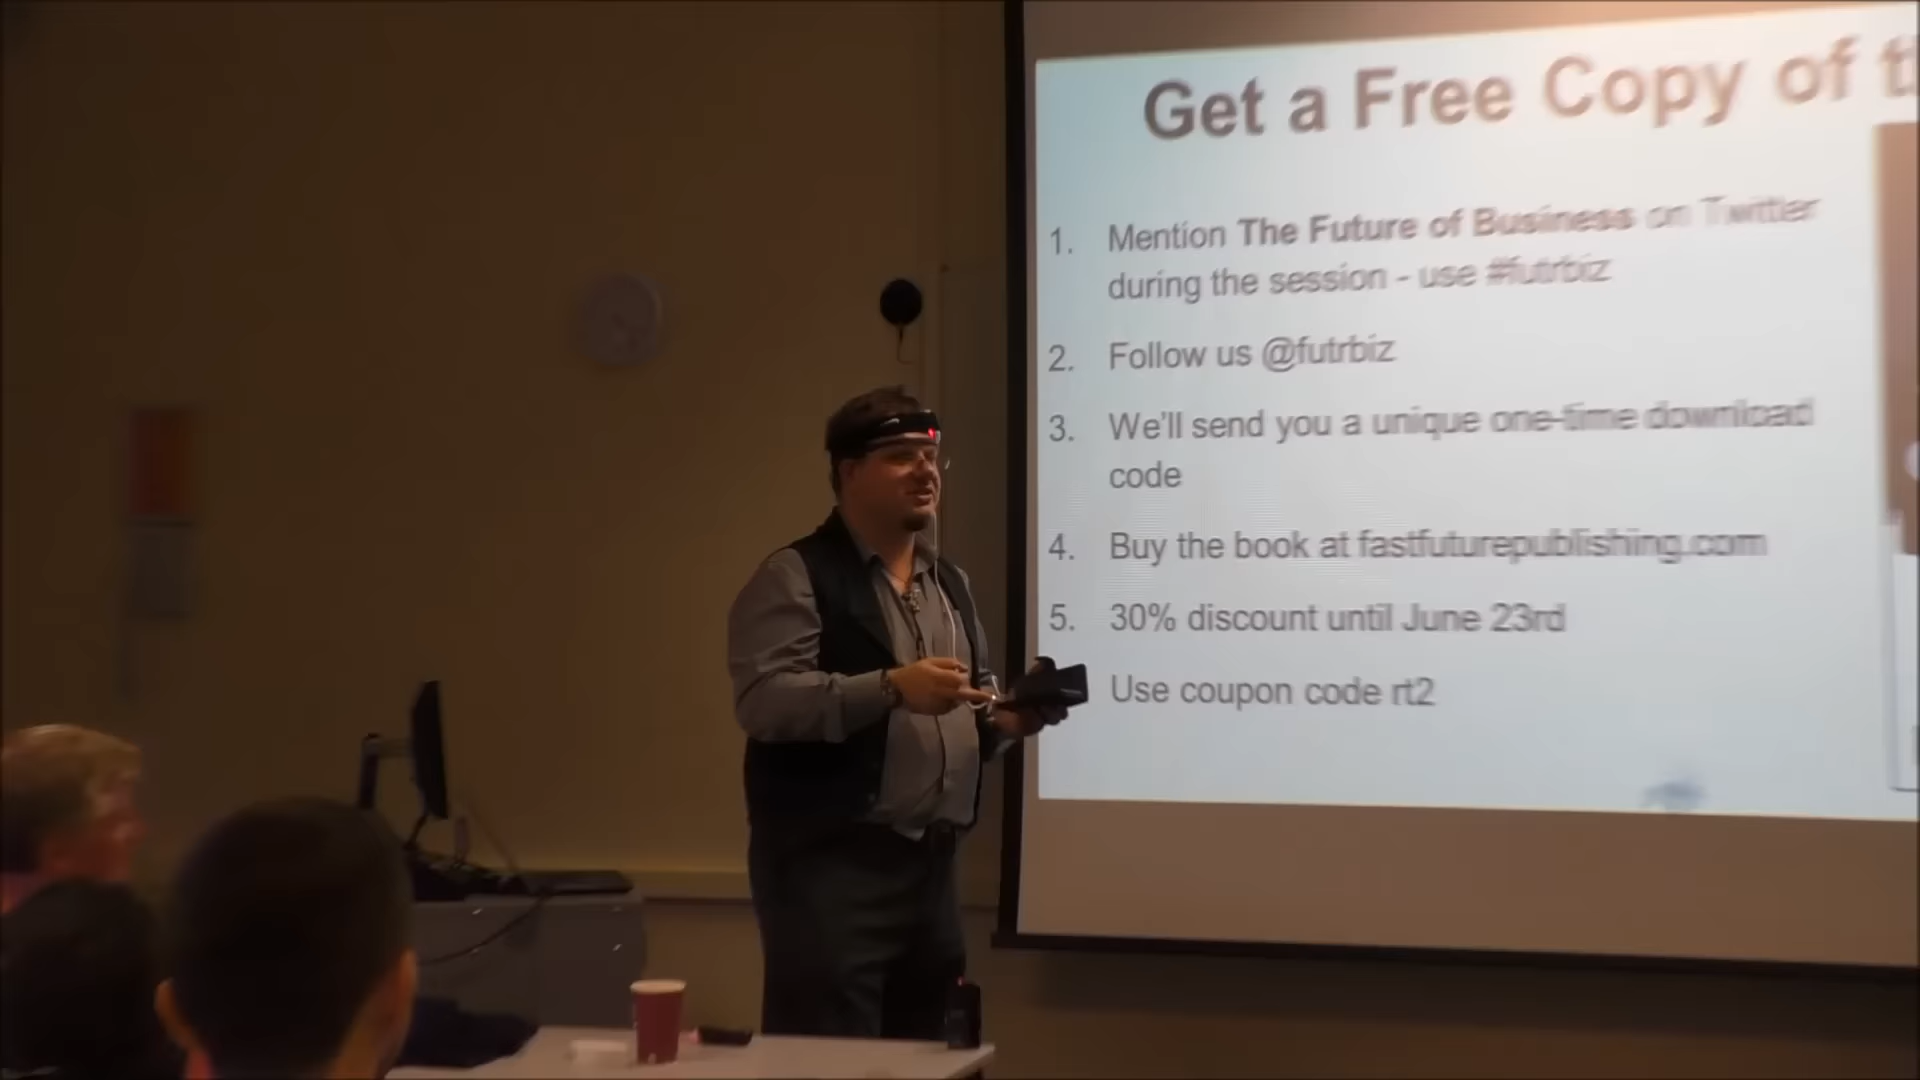 Get a Free Copy of
1. Mention The Future of Business on Twitter
during the session - use #futrbiz
2. Follow us @futrbiz
3. We'll send you a unique one-time download
code
4. Buy the book at fastfuturepublishing.com
5. 30% discount until June 23rd
Use coupon code rt2